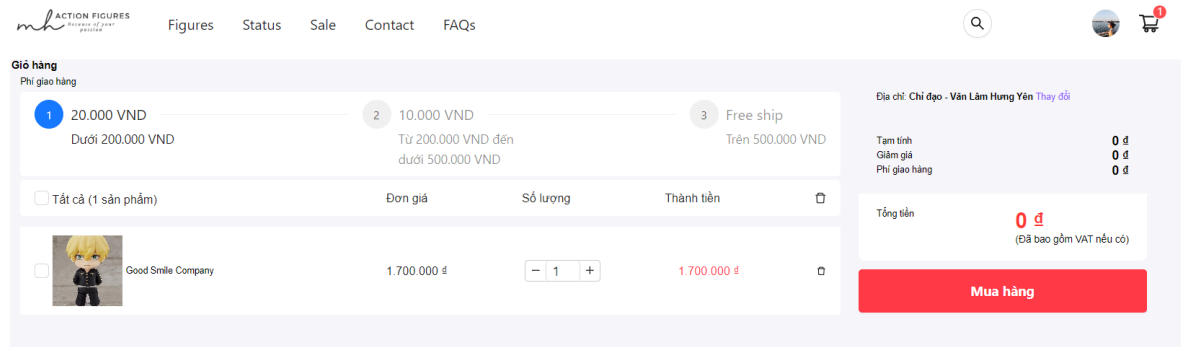 mh ACTION FIGURES
Because of your
passion
Figures Status Sale Contact FAQs
1
Giỏ hàng
Phí giao hàng
1 20.000 VND 2 10.000 VND 3 Free ship
Dưới 200.000 VND Từ 200.000 VND đến Trên 500.000 VND
dưới 500.000 VND
Tất cả (1 sản phẩm) Đơn giá Số lượng Thành tiền
Good Smile Company 1.700.000 ₫ − 1 + 1.700.000 ₫
Địa chỉ: Chỉ đạo - Văn Lâm Hưng Yên Thay đổi
Tạm tính 0 ₫
Giảm giá 0 ₫
Phí giao hàng 0 ₫
Tổng tiền 0 ₫
(Đã bao gồm VAT nếu có)
Mua hàng